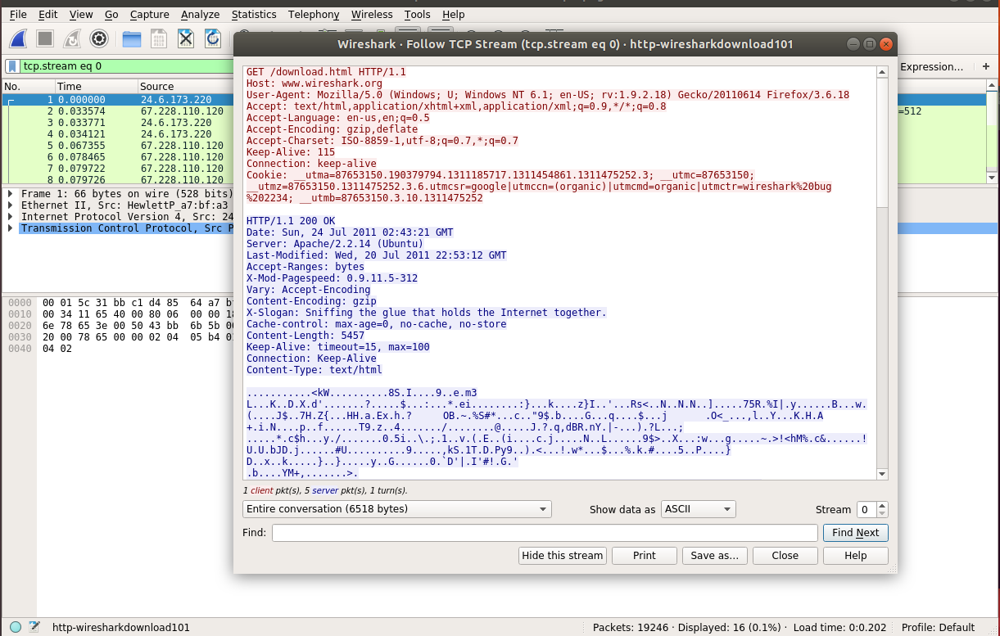 File Edit View Go Capture Analyze Statistics Telephony Wireless Tools Help
Wireshark · Follow TCP Stream (tcp.stream eq 0) · http-wiresharkdownload101
tcp.stream eq 0
Expression… +
No. Time Source
1 0.000000 24.6.173.220
2 0.033574 67.228.110.120 =512
3 0.033771 24.6.173.220
4 0.034121 24.6.173.220
5 0.067355 67.228.110.120
6 0.078465 67.228.110.120
7 0.079722 67.228.110.120
8 0.079726 67.228.110.120
Frame 1: 66 bytes on wire (528 bits)
Ethernet II, Src: HewlettP_a7:bf:a3
Internet Protocol Version 4, Src: 24
Transmission Control Protocol, Src P
0000 00 01 5c 31 bb c1 d4 85 64 a7 b
0010 00 34 11 65 40 00 80 06 00 00 18
0020 6e 78 65 3e 00 50 43 bb 6b 5b 0
0030 20 00 78 65 00 00 02 04 05 b4 0
0040 04 02
GET /download.html HTTP/1.1
Host: www.wireshark.org
User-Agent: Mozilla/5.0 (Windows; U; Windows NT 6.1; en-US; rv:1.9.2.18) Gecko/20110614 Firefox/3.6.18
Accept: text/html,application/xhtml+xml,application/xml;q=0.9,*/*;q=0.8
Accept-Language: en-us,en;q=0.5
Accept-Encoding: gzip,deflate
Accept-Charset: ISO-8859-1,utf-8;q=0.7,*;q=0.7
Keep-Alive: 115
Connection: keep-alive
Cookie: __utma=87653150.190379794.1311185717.1311454861.1311475252.3; __utmc=87653150;
__utmz=87653150.1311475252.3.6.utmcsr=google|utmccn=(organic)|utmcmd=organic|utmctr=wireshark%20bug
%202234; __utmb=87653150.3.10.1311475252
HTTP/1.1 200 OK
Date: Sun, 24 Jul 2011 02:43:21 GMT
Server: Apache/2.2.14 (Ubuntu)
Last-Modified: Wed, 20 Jul 2011 22:53:12 GMT
Accept-Ranges: bytes
X-Mod-Pagespeed: 0.9.11.5-312
Vary: Accept-Encoding
Content-Encoding: gzip
X-Slogan: Sniffing the glue that holds the Internet together.
Cache-control: max-age=0, no-cache, no-store
Content-Length: 5457
Keep-Alive: timeout=15, max=100
Connection: Keep-Alive
Content-Type: text/html
...........<kW..........8S.I....9..e.m3
L...K..D.X.d'.......?.....$...:...*.ei........:}...k....z}I..'...Rs<..N..N.N..].....75R.%I|.y......B...w.
(....J$..7H.Z{...HH.a.Ex.h.? OB.~.%S#*...c.."9$.b....G...q....$...j .O<_...,l..Y...K.H.A
+.i.N....p..f......T9.z..4......./........@.....J.?.q,dBR.nY.|-...).?L...;
.....*.c$h...y./.......0.5i..\.;.1..v.(.E..(i....c.j.....N..L......9$>..X...:w...g.....~.>!<hM%.c&......!
U.U.bJD.j......#U..........9.....,kS.1T.D.Py9..).<...!.w*...$...%.k.#....5..P....}
D..x..k.....}..}.....y..G......0.`D'|.I'#!.G.'
.b....YM+,.......>.
1 client pkt(s), 5 server pkt(s), 1 turn(s).
Entire conversation (6518 bytes) Show data as ASCII Stream 0
Find: Find Next
Hide this stream Print Save as… Close Help
http-wiresharkdownload101 Packets: 19246 · Displayed: 16 (0.1%) · Load time: 0:0.202 Profile: Default